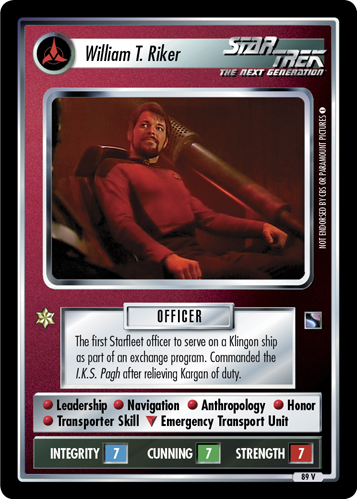 William T. Riker
STAR TREK
THE NEXT GENERATION
NOT ENDORSED BY CBS OR PARAMOUNT PICTURES
OFFICER
The first Starfleet officer to serve on a Klingon ship
as part of an exchange program. Commanded the
I.K.S. Pagh after relieving Kargan of duty.
Leadership Navigation Anthropology Honor
Transporter Skill Emergency Transport Unit
INTEGRITY 7 CUNNING 7 STRENGTH 7
89 V